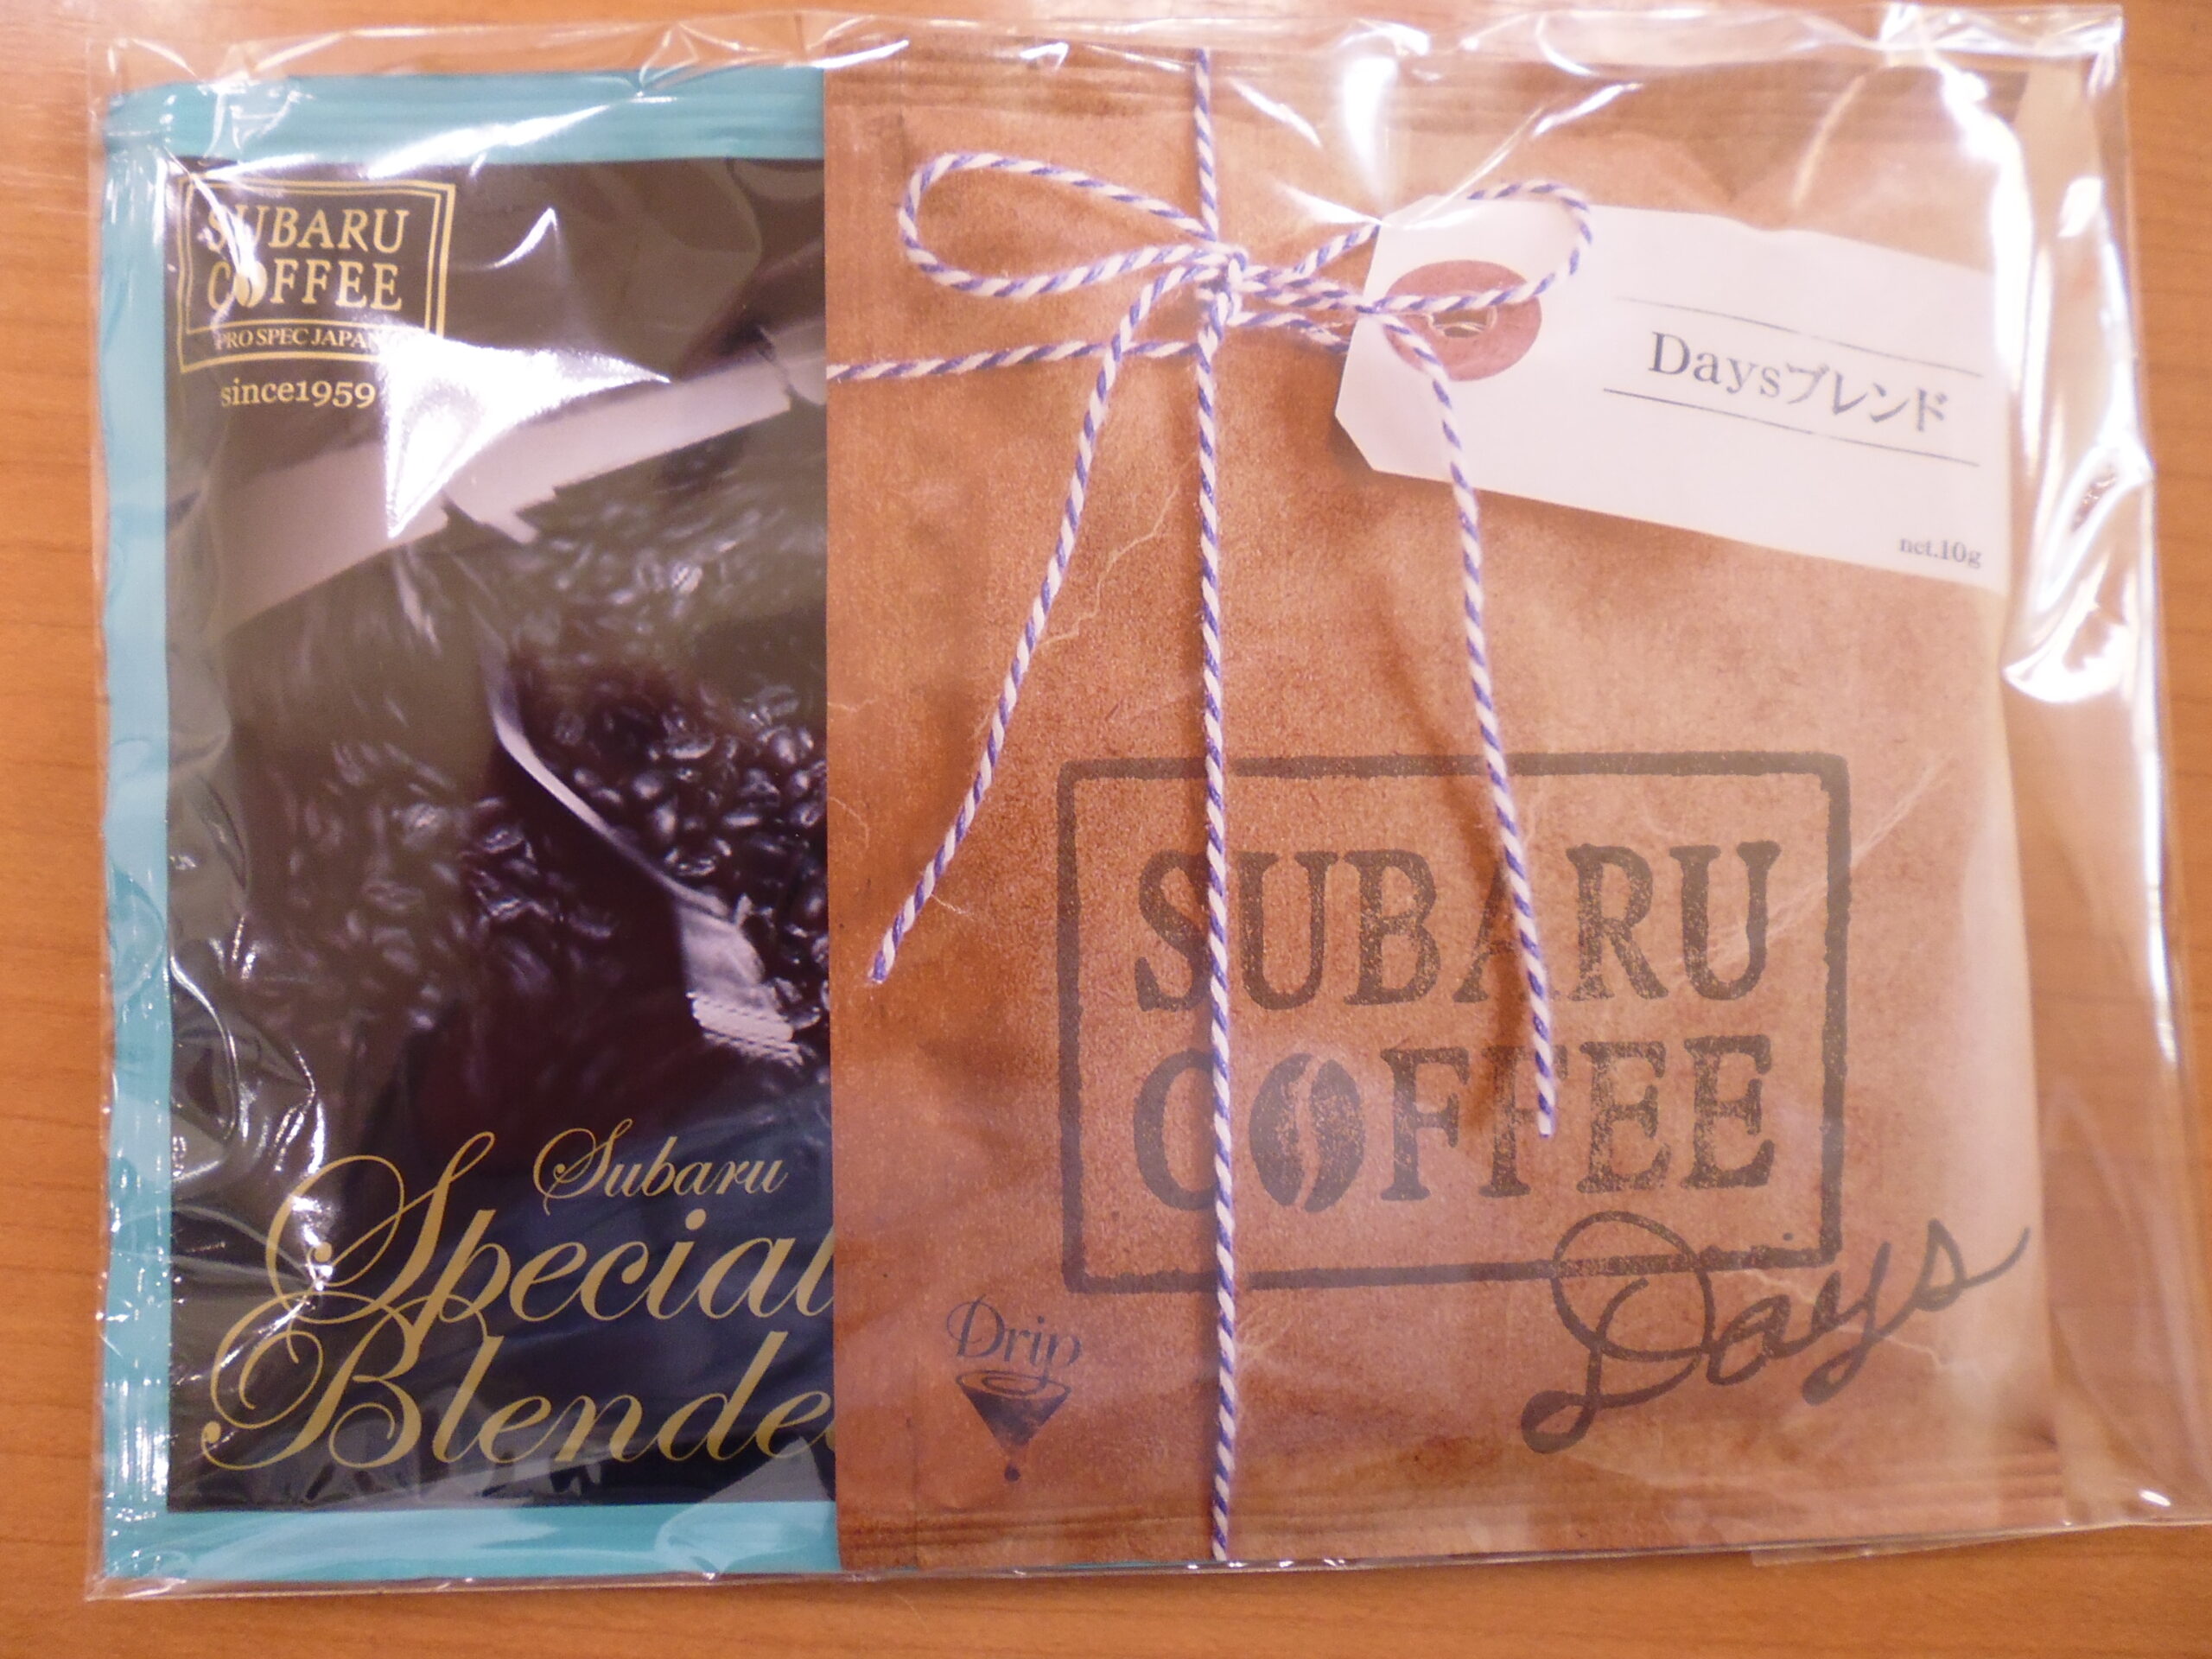 SUBARU
COFFEE
PRO SPEC JAPAN
since1959
Subaru
Special
Blende
Daysブレンド
net.10g
SUBARU
COFFEE
Days
Drip